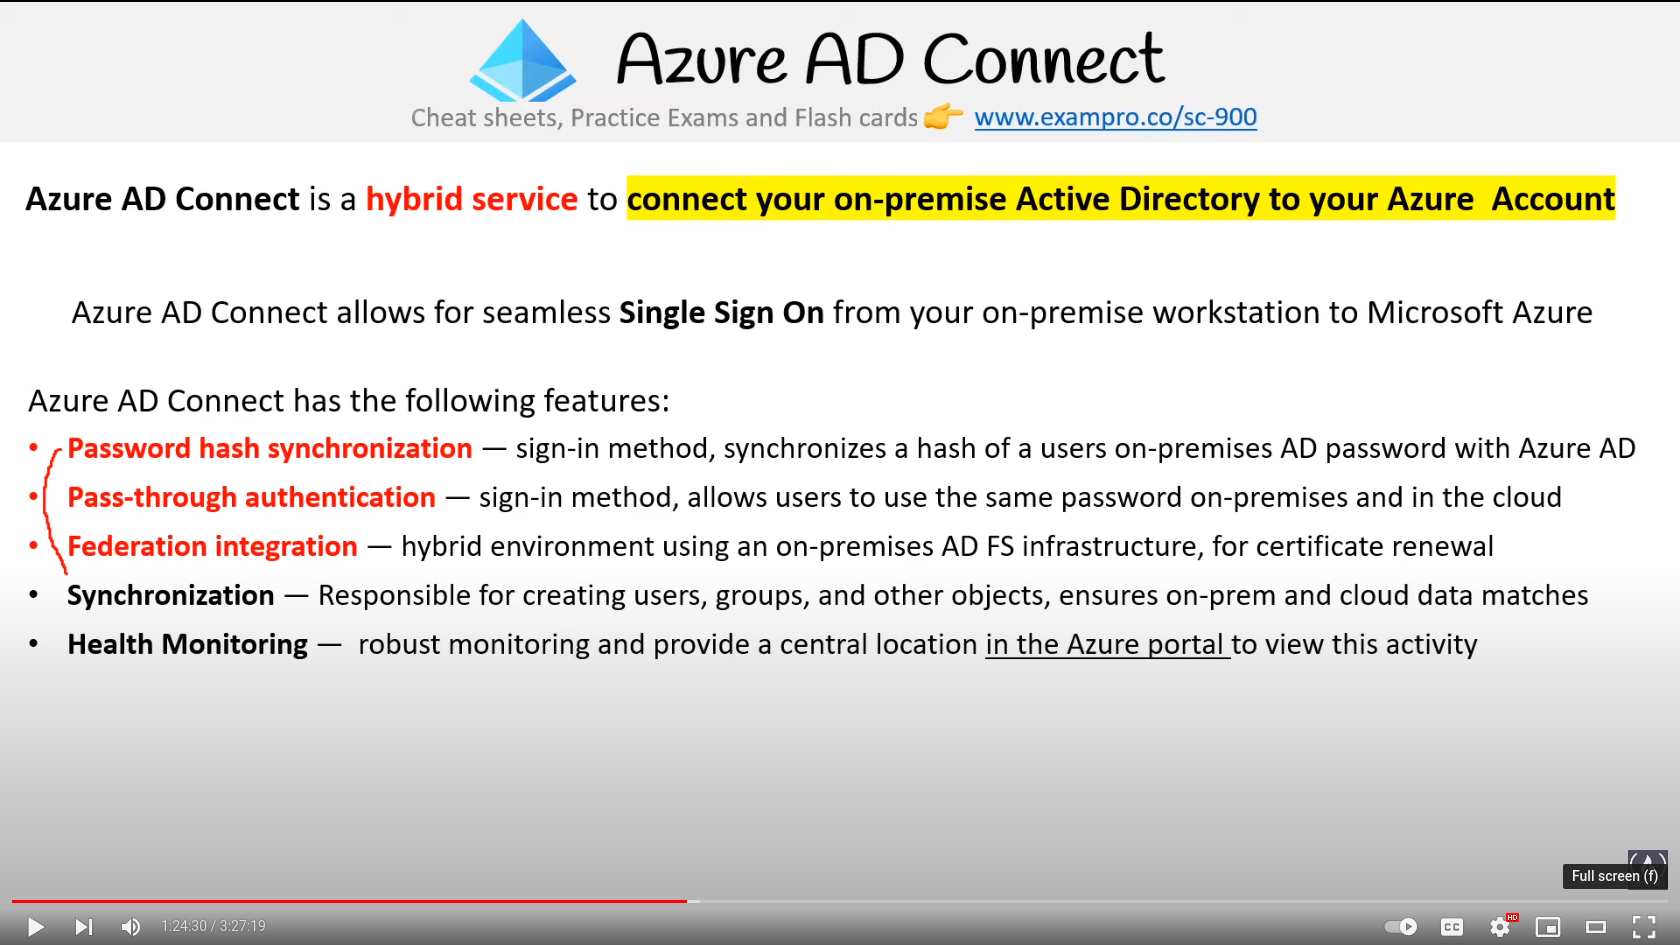 Azure AD Connect
Cheat sheets, Practice Exams and Flash cards 👉 www.exampro.co/sc-900
Azure AD Connect is a hybrid service to connect your on-premise Active Directory to your Azure Account
Azure AD Connect allows for seamless Single Sign On from your on-premise workstation to Microsoft Azure
Azure AD Connect has the following features:
• Password hash synchronization — sign-in method, synchronizes a hash of a users on-premises AD password with Azure AD
• Pass-through authentication — sign-in method, allows users to use the same password on-premises and in the cloud
• Federation integration — hybrid environment using an on-premises AD FS infrastructure, for certificate renewal
• Synchronization — Responsible for creating users, groups, and other objects, ensures on-prem and cloud data matches
• Health Monitoring — robust monitoring and provide a central location in the Azure portal to view this activity
Full screen (f)
1:24:30 / 3:27:19
CC
HD